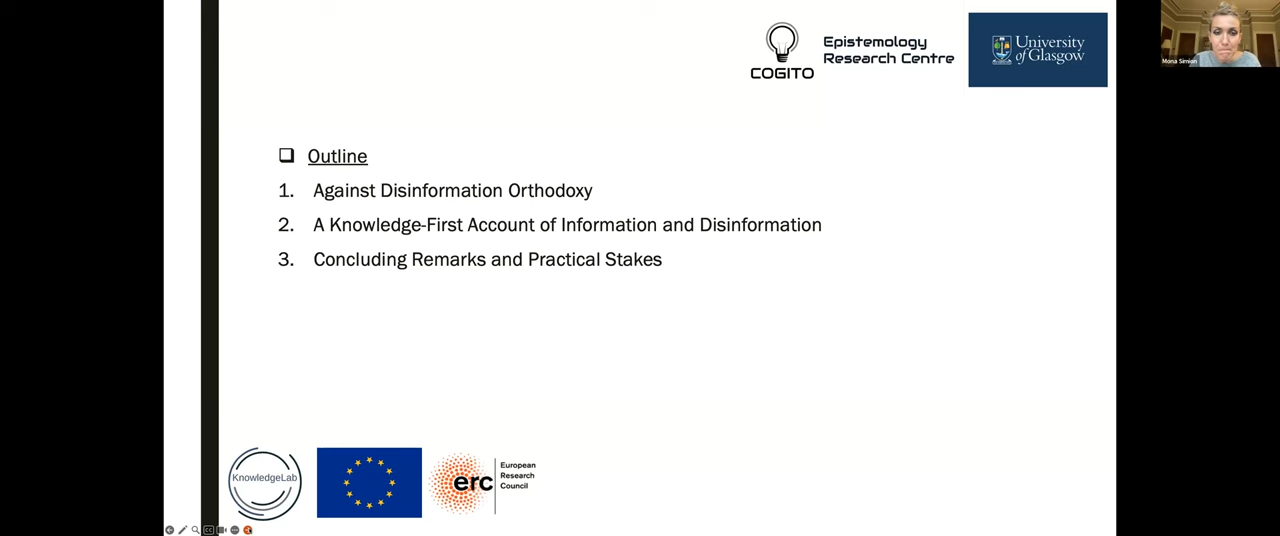 COGITO
Epistemology
Research Centre
University
of Glasgow
Mona Simion
Outline
1. Against Disinformation Orthodoxy
2. A Knowledge-First Account of Information and Disinformation
3. Concluding Remarks and Practical Stakes
KnowledgeLab
erc
European
Research
Council